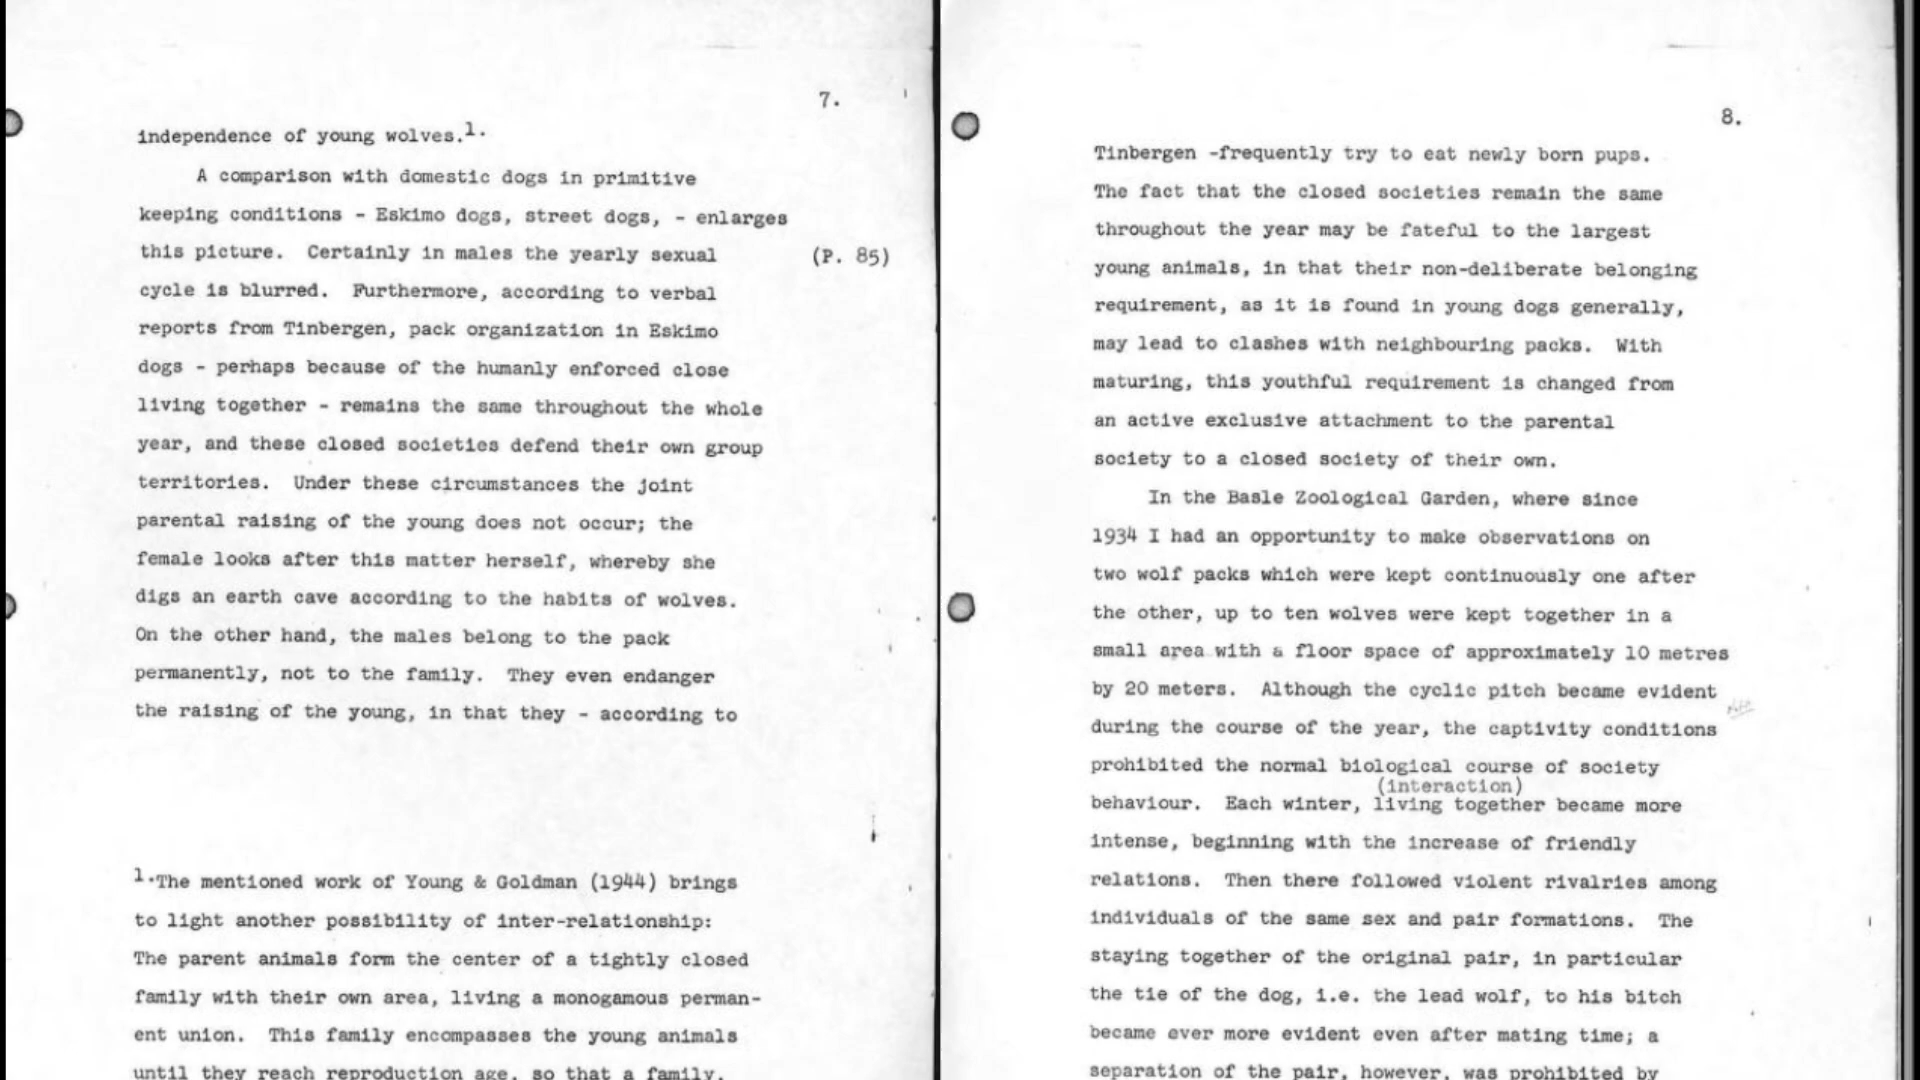 7.
independence of young wolves.1.
A comparison with domestic dogs in primitive
keeping conditions - Eskimo dogs, street dogs, - enlarges
this picture. Certainly in males the yearly sexual (P. 85)
cycle is blurred. Furthermore, according to verbal
reports from Tinbergen, pack organization in Eskimo
dogs - perhaps because of the humanly enforced close
living together - remains the same throughout the whole
year, and these closed societies defend their own group
territories. Under these circumstances the joint
parental raising of the young does not occur; the
female looks after this matter herself, whereby she
digs an earth cave according to the habits of wolves.
On the other hand, the males belong to the pack
permanently, not to the family. They even endanger
the raising of the young, in that they - according to
1.The mentioned work of Young & Goldman (1944) brings
to light another possibility of inter-relationship:
The parent animals form the center of a tightly closed
family with their own area, living a monogamous perman-
ent union. This family encompasses the young animals
until they reach reproduction age, so that a family,
8.
Tinbergen -frequently try to eat newly born pups.
The fact that the closed societies remain the same
throughout the year may be fateful to the largest
young animals, in that their non-deliberate belonging
requirement, as it is found in young dogs generally,
may lead to clashes with neighbouring packs. With
maturing, this youthful requirement is changed from
an active exclusive attachment to the parental
society to a closed society of their own.
In the Basle Zoological Garden, where since
1934 I had an opportunity to make observations on
two wolf packs which were kept continuously one after
the other, up to ten wolves were kept together in a
small area with a floor space of approximately 10 metres
by 20 meters. Although the cyclic pitch became evident
during the course of the year, the captivity conditions
prohibited the normal biological course of society
(interaction)
behaviour. Each winter, living together became more
intense, beginning with the increase of friendly
relations. Then there followed violent rivalries among
individuals of the same sex and pair formations. The
staying together of the original pair, in particular
the tie of the dog, i.e. the lead wolf, to his bitch
became ever more evident even after mating time; a
separation of the pair, however, was prohibited by